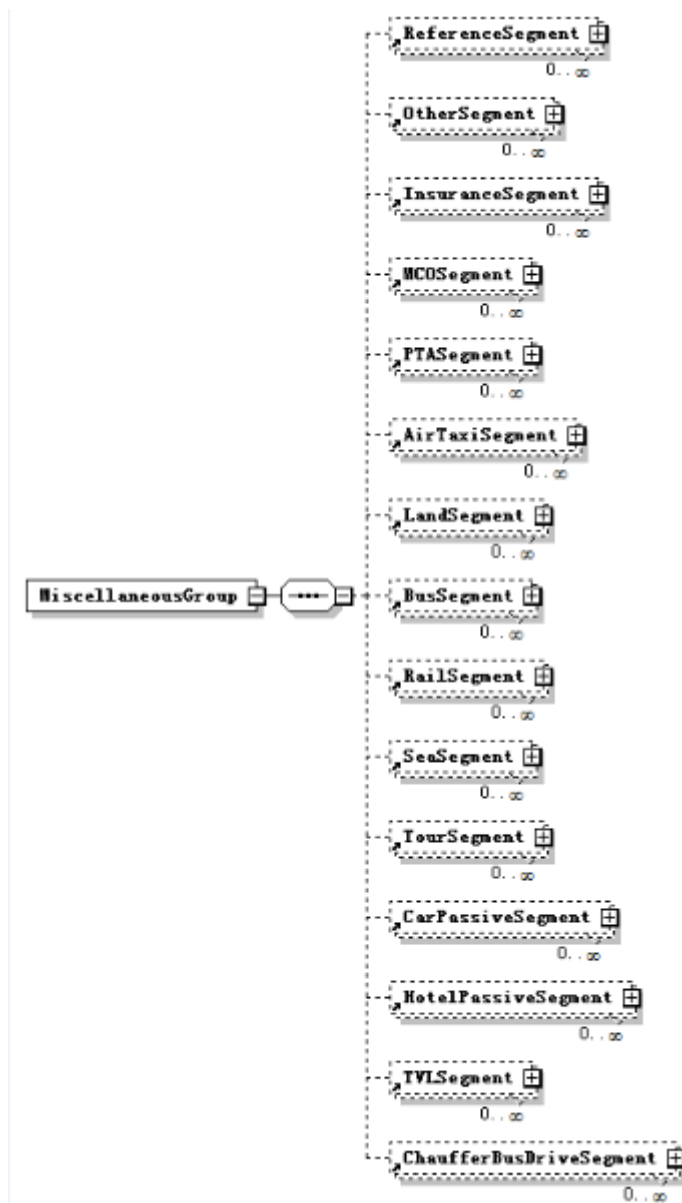 ReferenceSegment
0..∞
OtherSegment
0..∞
InsuranceSegment
0..∞
MCOSegment
0..∞
PTASegment
0..∞
AirTaxiSegment
0..∞
LandSegment
0..∞
MiscellaneousGroup
BusSegment
0..∞
RailSegment
0..∞
SeaSegment
0..∞
TourSegment
0..∞
CarPassiveSegment
0..∞
HotelPassiveSegment
0..∞
TVLSegment
0..∞
ChaufferBusDriveSegment
0..∞